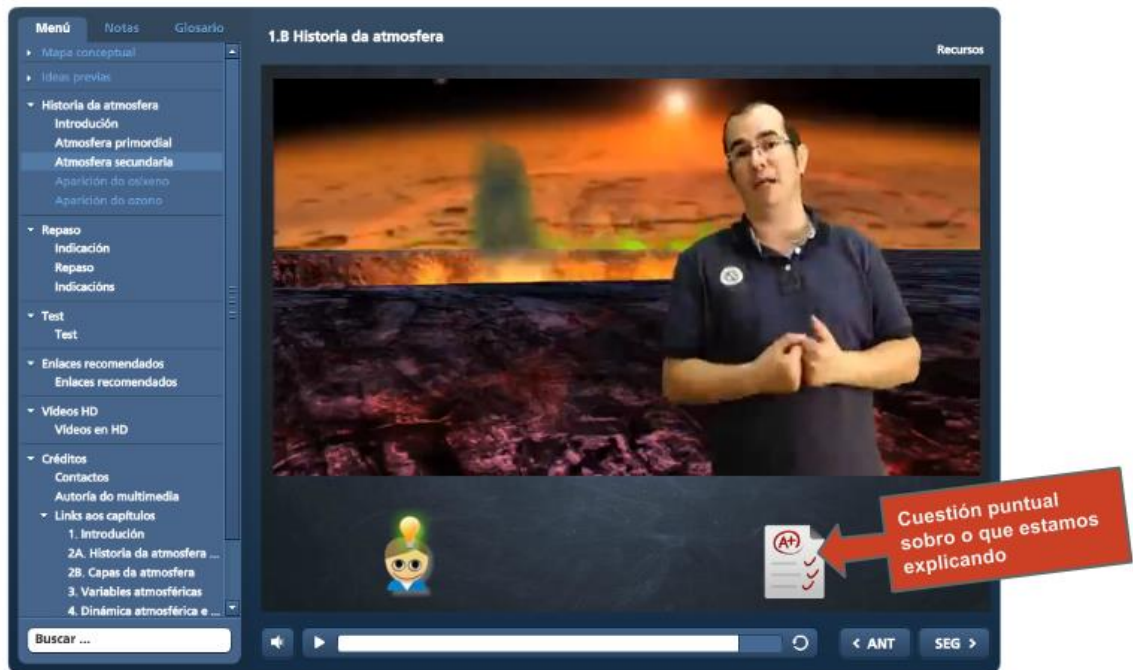 Menú Notas Glosario
Mapa conceptual
Ideas previas
Historia da atmosfera
Introdución
Atmosfera primordial
Atmosfera secundaria
Aparición do osíxeno
Aparición do ozono
Repaso
Indicación
Repaso
Indicacións
Test
Test
Enlaces recomendados
Enlaces recomendados
Vídeos HD
Vídeos en HD
Créditos
Contactos
Autoría do multimedia
Links aos capítulos
1. Introdución
2A. Historia da atmosfera ...
2B. Capas da atmosfera
3. Variables atmosféricas
4. Dinámica atmosférica e ...
Buscar ...
1.B Historia da atmosfera
Recursos
A+
Cuestión puntual
sobro o que estamos
explicando
< ANT SEG >